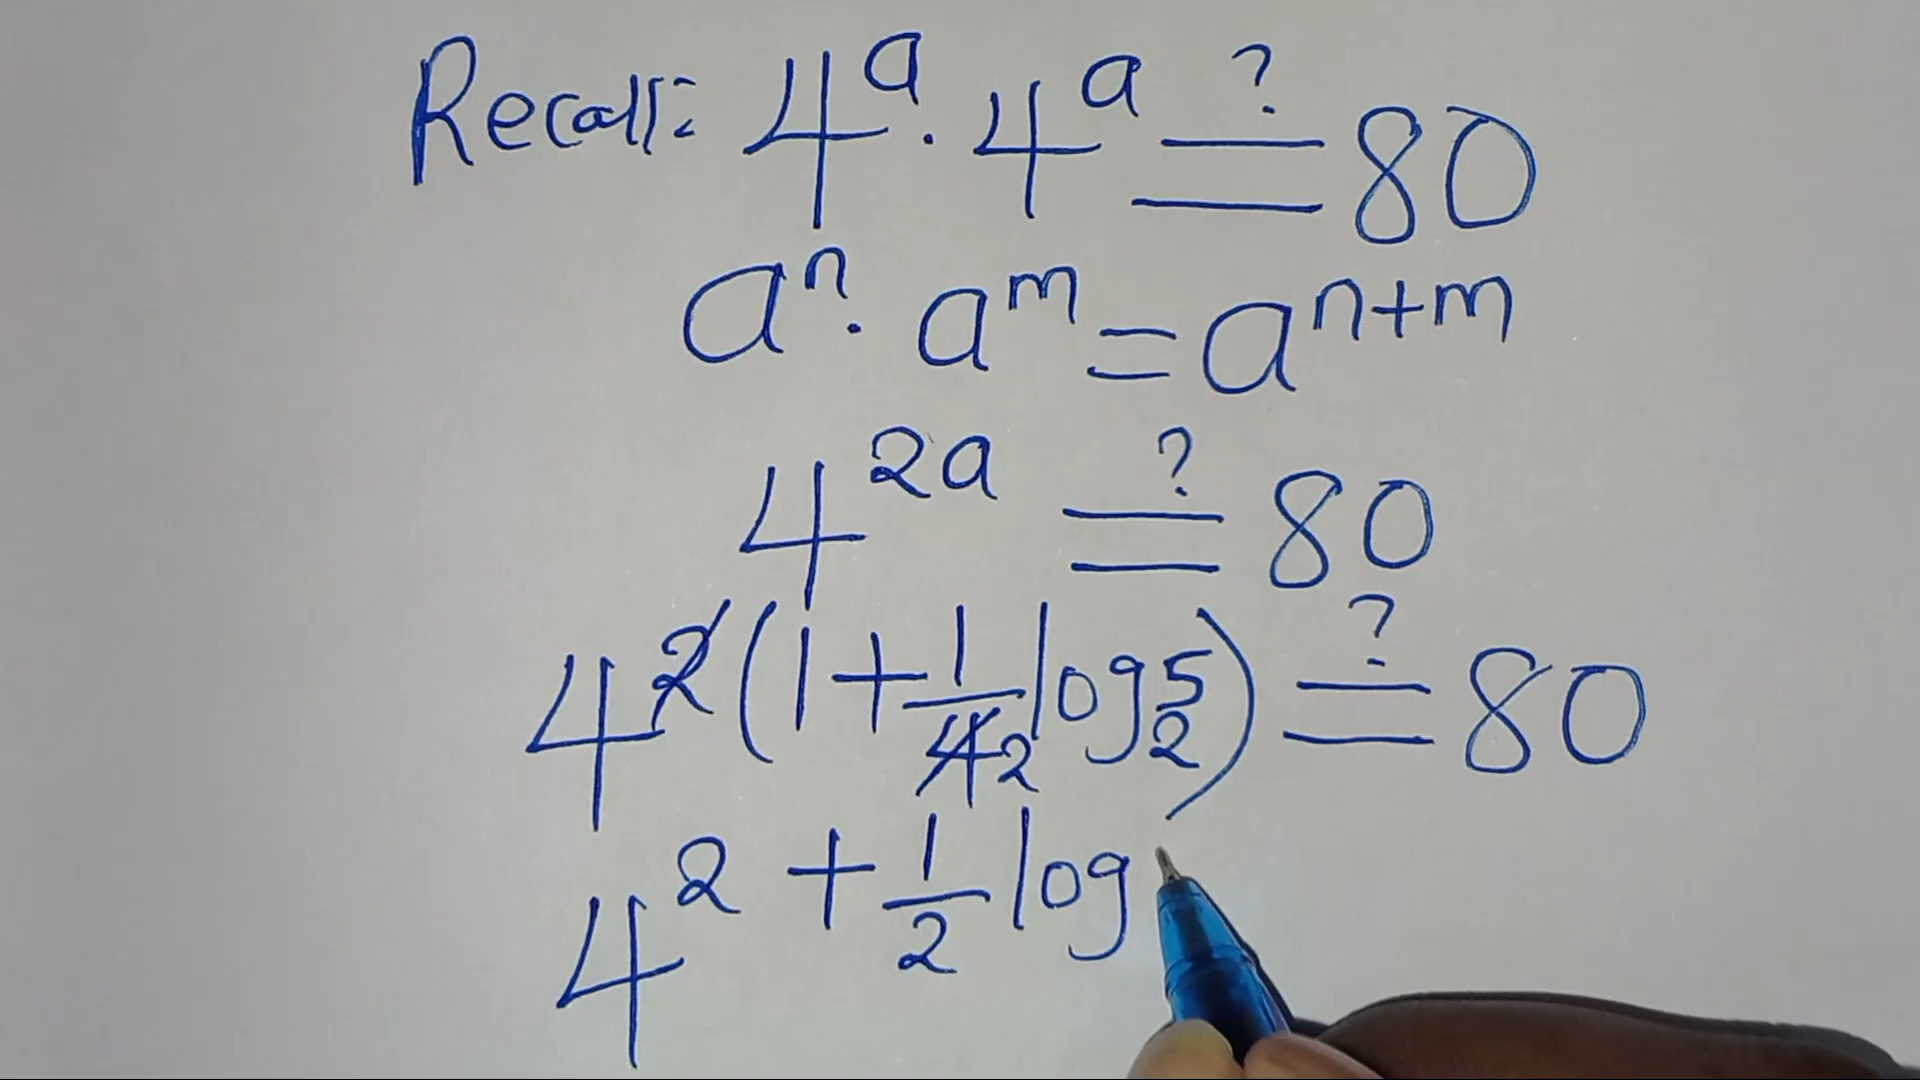 Recall: 4^a · 4^a =? 80
a^n · a^m = a^(n+m)
4^(2a) =? 80
4^(2(1 + 1/4 2 log_2 5)) =? 80
4^(2 + 1/2 log